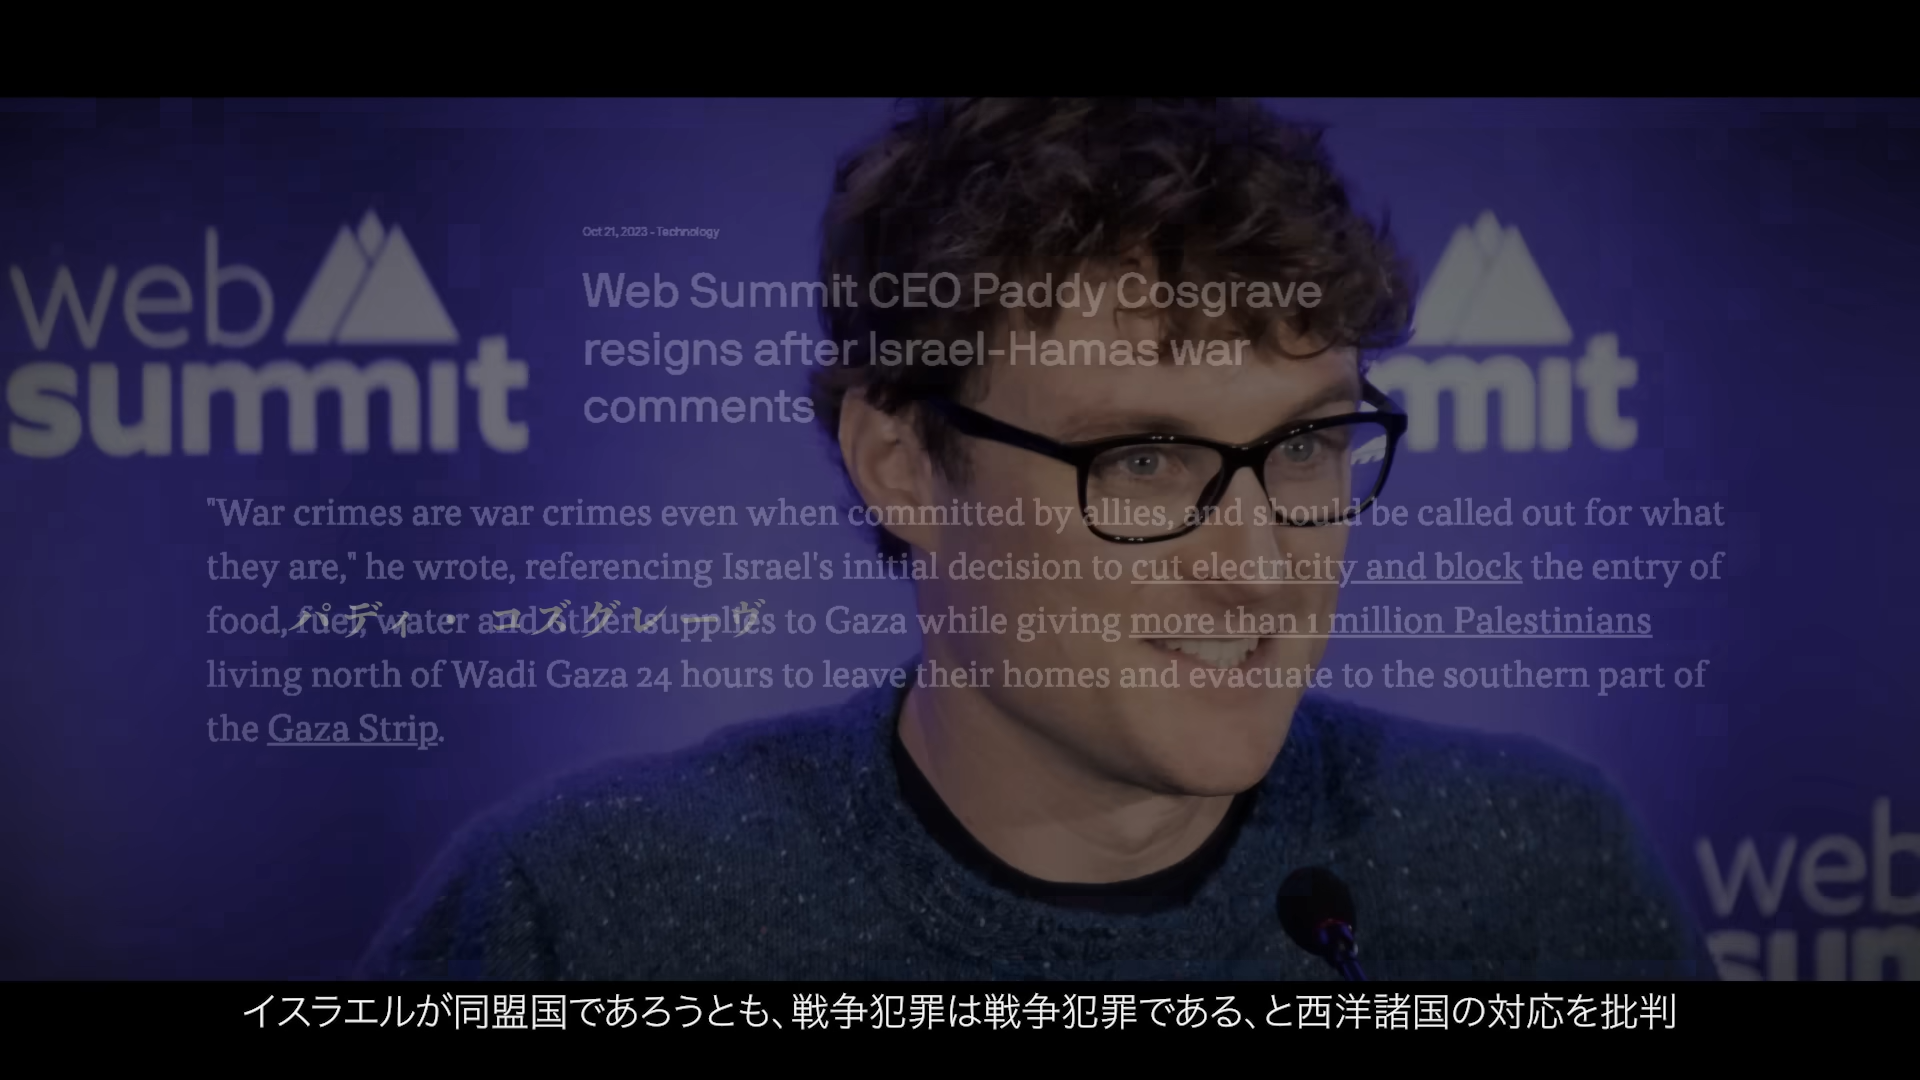 web
summit
Oct 21, 2023 - Technology
Web Summit CEO Paddy Cosgrave
resigns after Israel-Hamas war
comments
mmit
"War crimes are war crimes even when committed by allies, and should be called out for what
they are," he wrote, referencing Israel's initial decision to cut electricity and block the entry of
food, fuel, water and other supplies to Gaza while giving more than 1 million Palestinians
パディ・コズグレーヴ
living north of Wadi Gaza 24 hours to leave their homes and evacuate to the southern part of
the Gaza Strip.
web
summ
イスラエルが同盟国であろうとも、戦争犯罪は戦争犯罪である、と西洋諸国の対応を批判